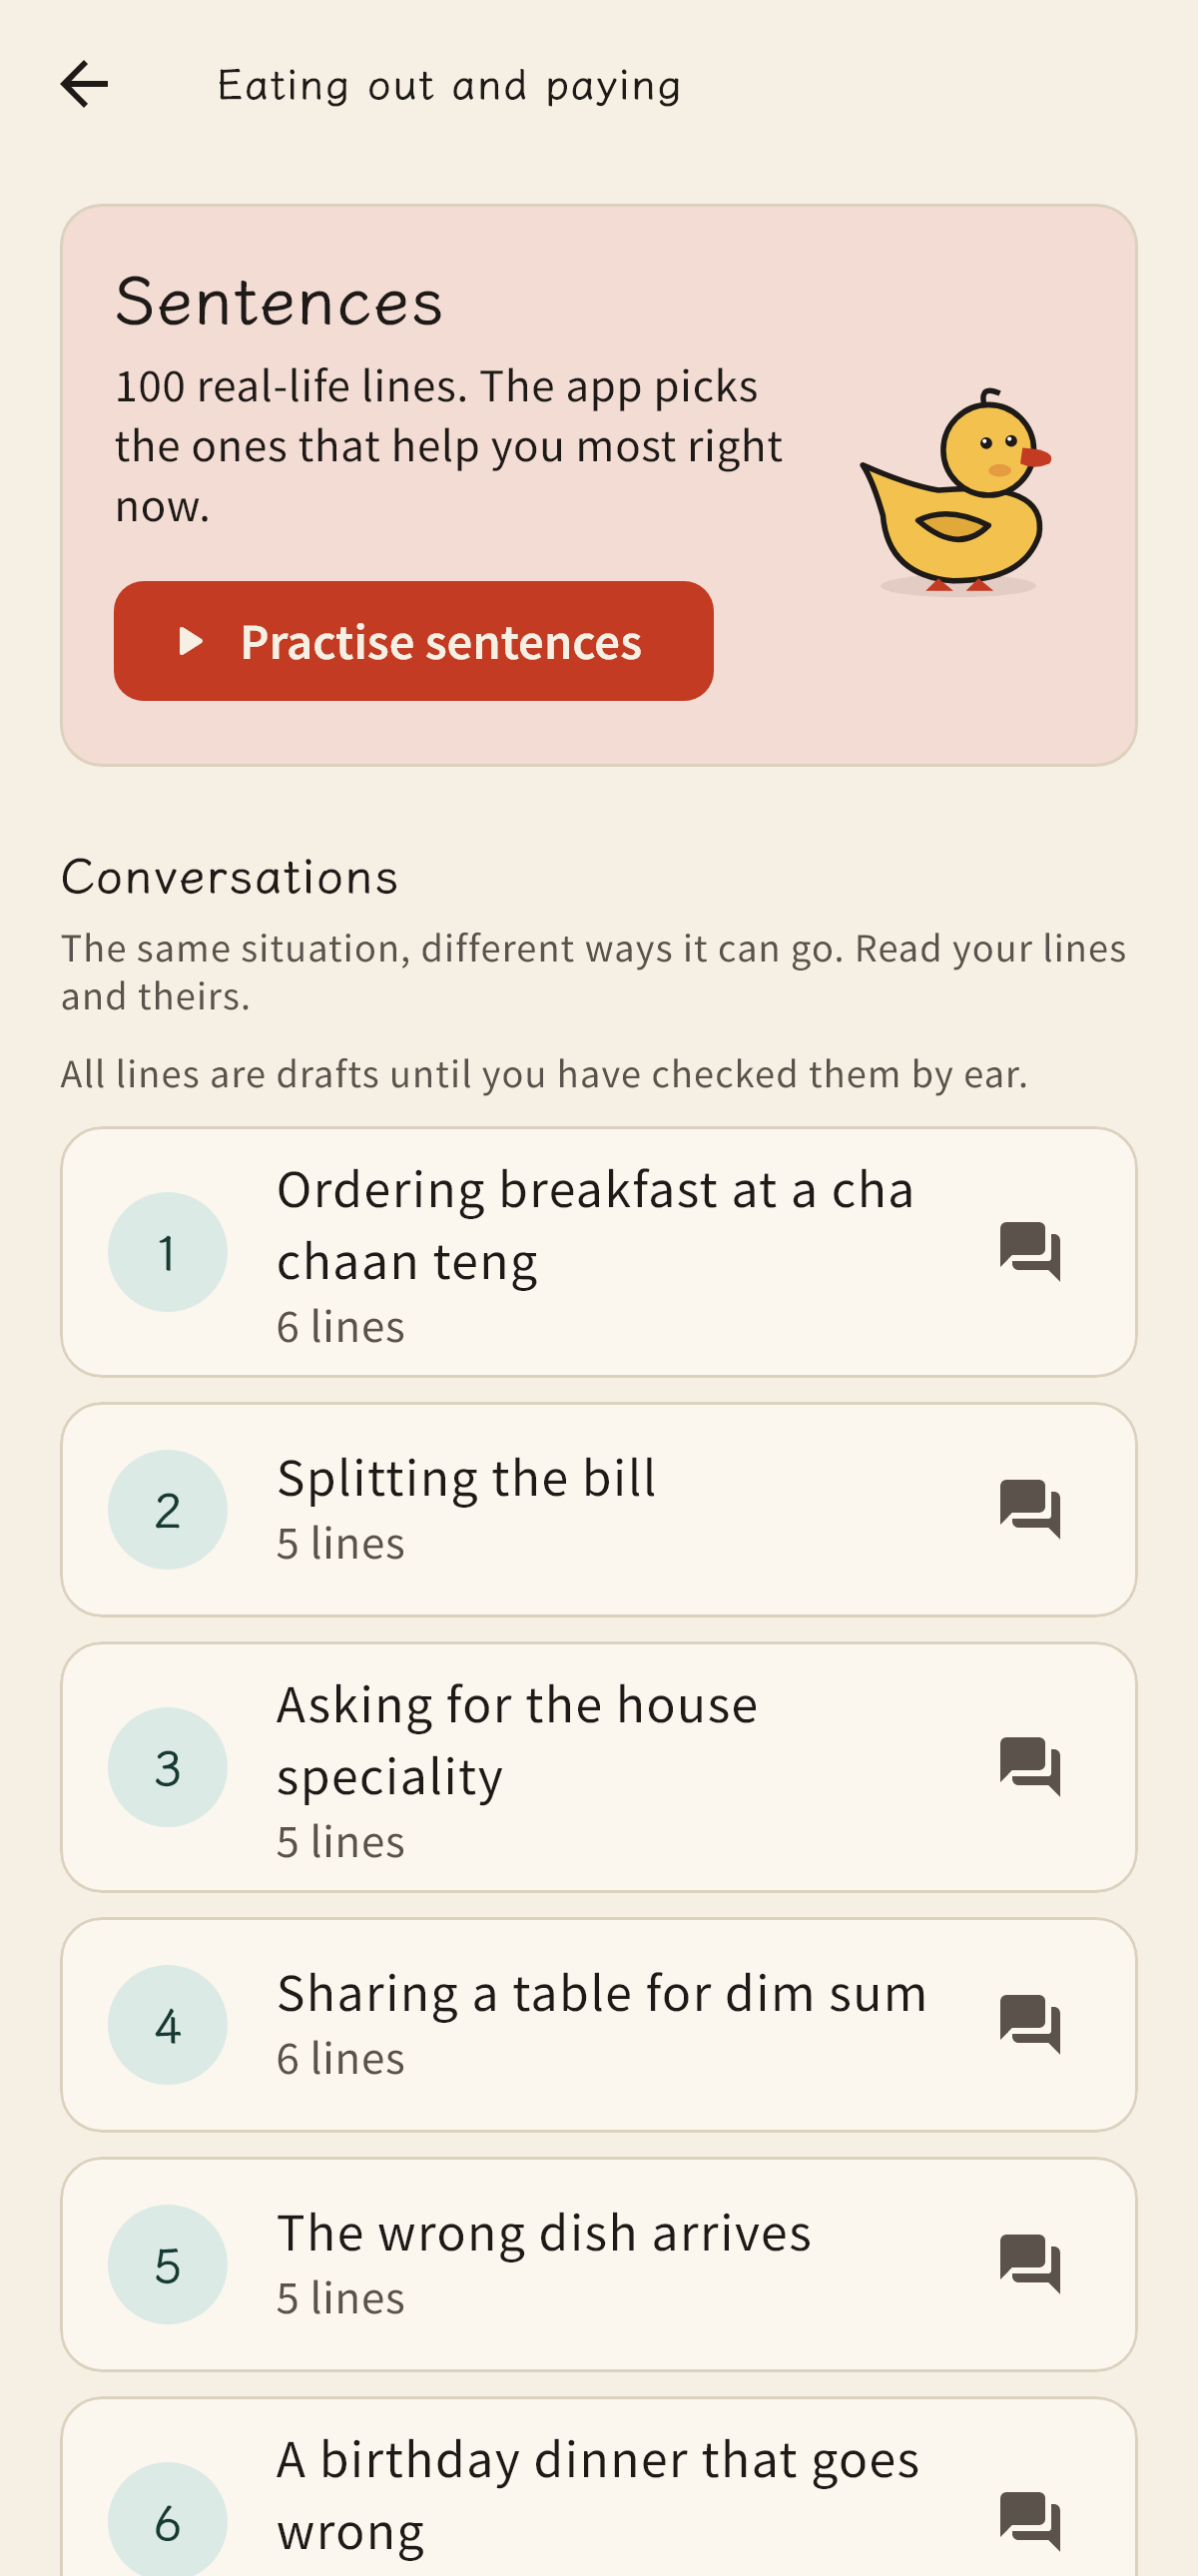 Eating out and paying
Sentences
100 real-life lines. The app picks
the ones that help you most right
now.
Practise sentences
Conversations
The same situation, different ways it can go. Read your lines
and theirs.
All lines are drafts until you have checked them by ear.
1
Ordering breakfast at a cha
chaan teng
6 lines
2
Splitting the bill
5 lines
3
Asking for the house
speciality
5 lines
4
Sharing a table for dim sum
6 lines
5
The wrong dish arrives
5 lines
6
A birthday dinner that goes
wrong